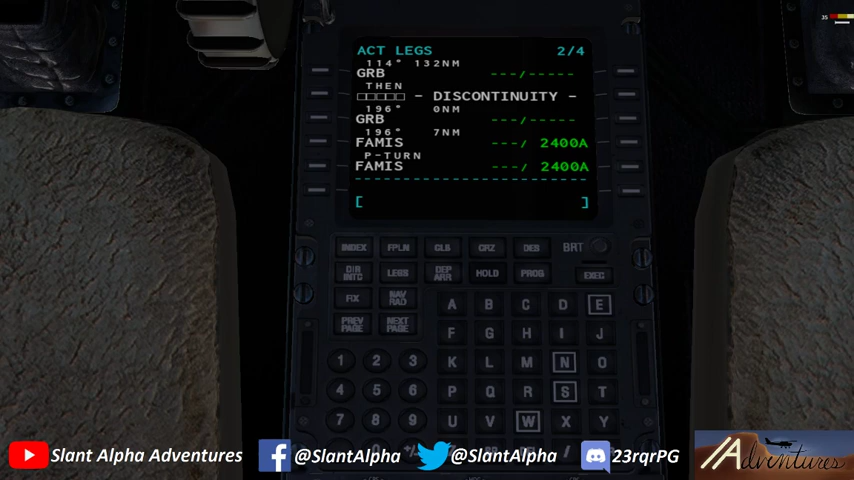 35
ACT LEGS 2/4
114° 132NM
GRB ---/-----
THEN
□□□□□ - DISCONTINUITY -
196° 0NM
GRB ---/-----
196° 7NM
FAMIS ---/ 2400A
P-TURN
FAMIS ---/ 2400A
--------------------------------
[ ]
INDEX FPLN CLB CRZ DES BRT
DIR INTC LEGS DEP ARR HOLD PROG EXEC
FIX NAV RAD
PREV PAGE NEXT PAGE
A B C D E
F G H I J
1 2 3 K L M N O
4 5 6 P Q R S T
7 8 9 U V W X Y
Slant Alpha Adventures @SlantAlpha @SlantAlpha 23rqrPG
Adventures